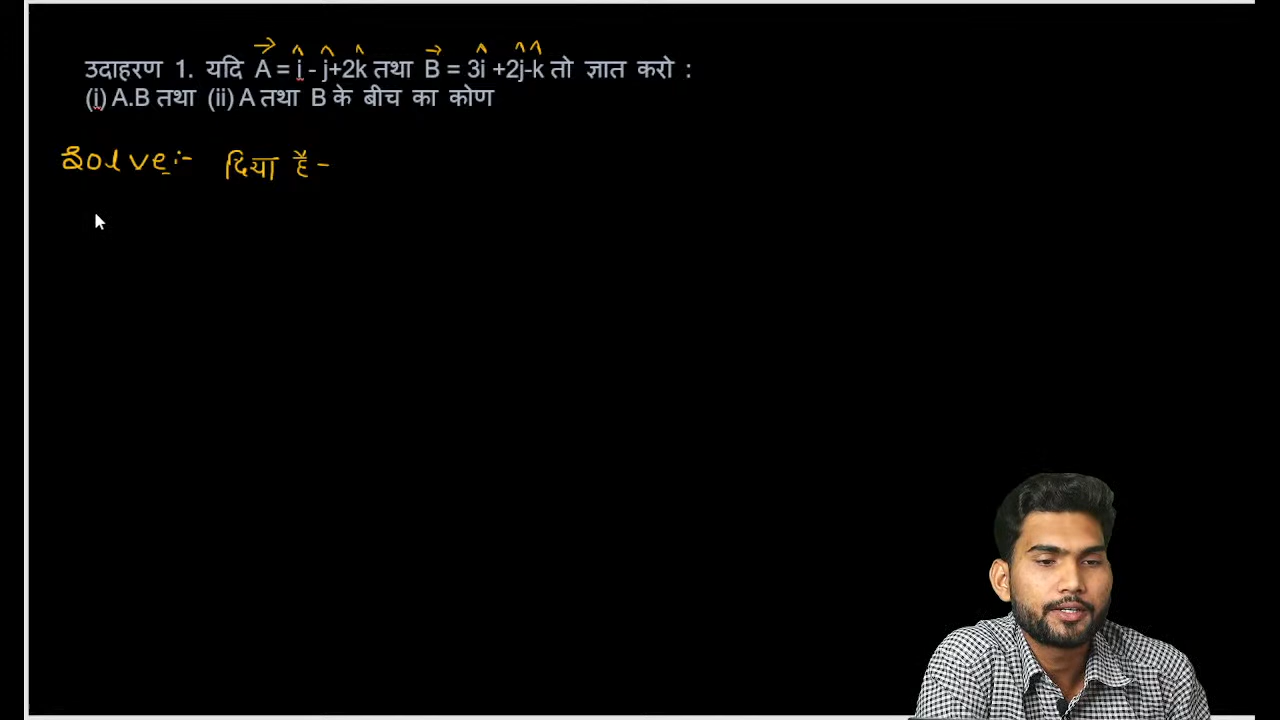 उदाहरण 1. यदि A⃗ = î - ĵ+2k̂ तथा B⃗ = 3î +2ĵ-k̂ तो ज्ञात करो :
(i) A.B तथा (ii) A तथा B के बीच का कोण
Solve:- दिया है -